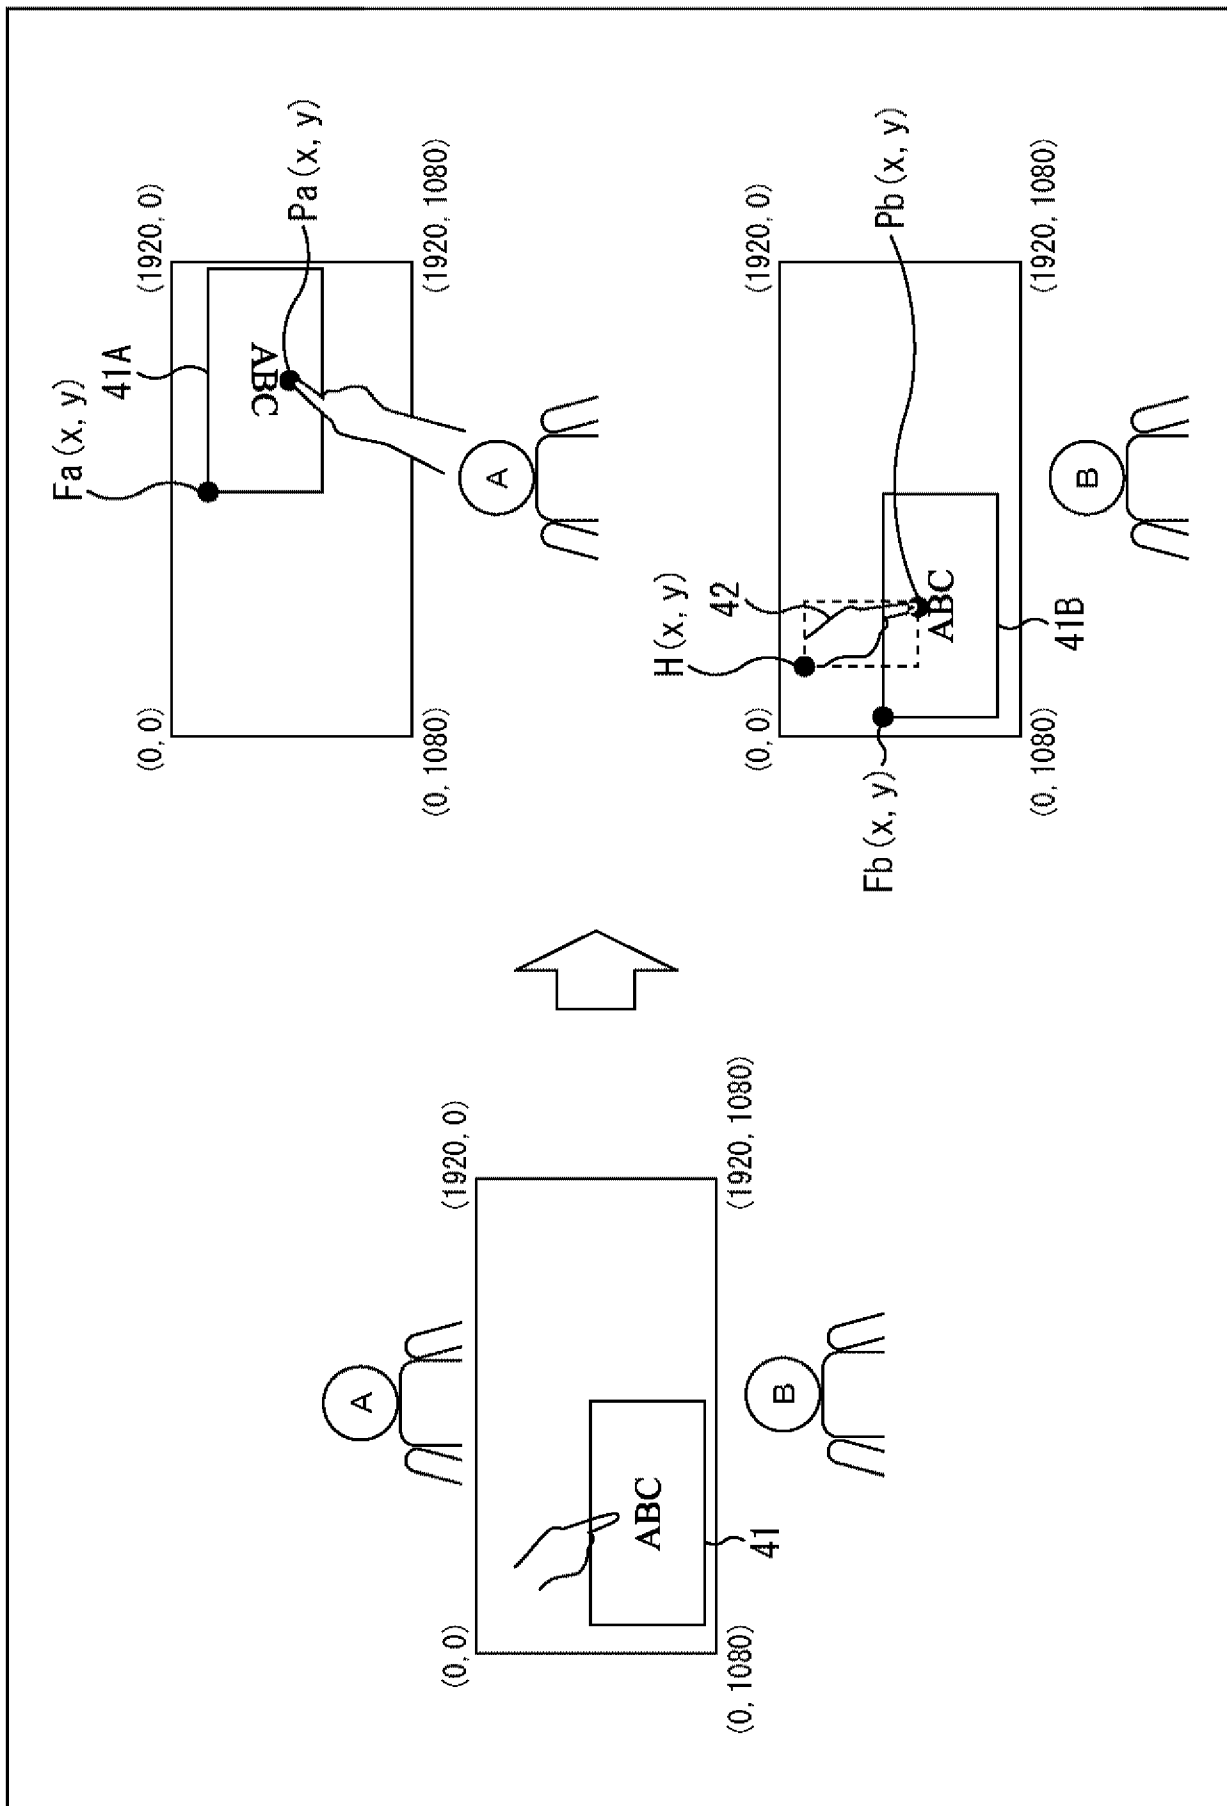 A
(0, 0)
(1920, 0)
ABC
(0, 1080)
41
(1920, 1080)
B
Fa(x, y)
41A
(0, 0)
(1920, 0)
ABC
Pa(x, y)
(0, 1080)
(1920, 1080)
A
H(x, y)
42
(0, 0)
(1920, 0)
Fb(x, y)
ABC
Pb(x, y)
(0, 1080)
41B
(1920, 1080)
B